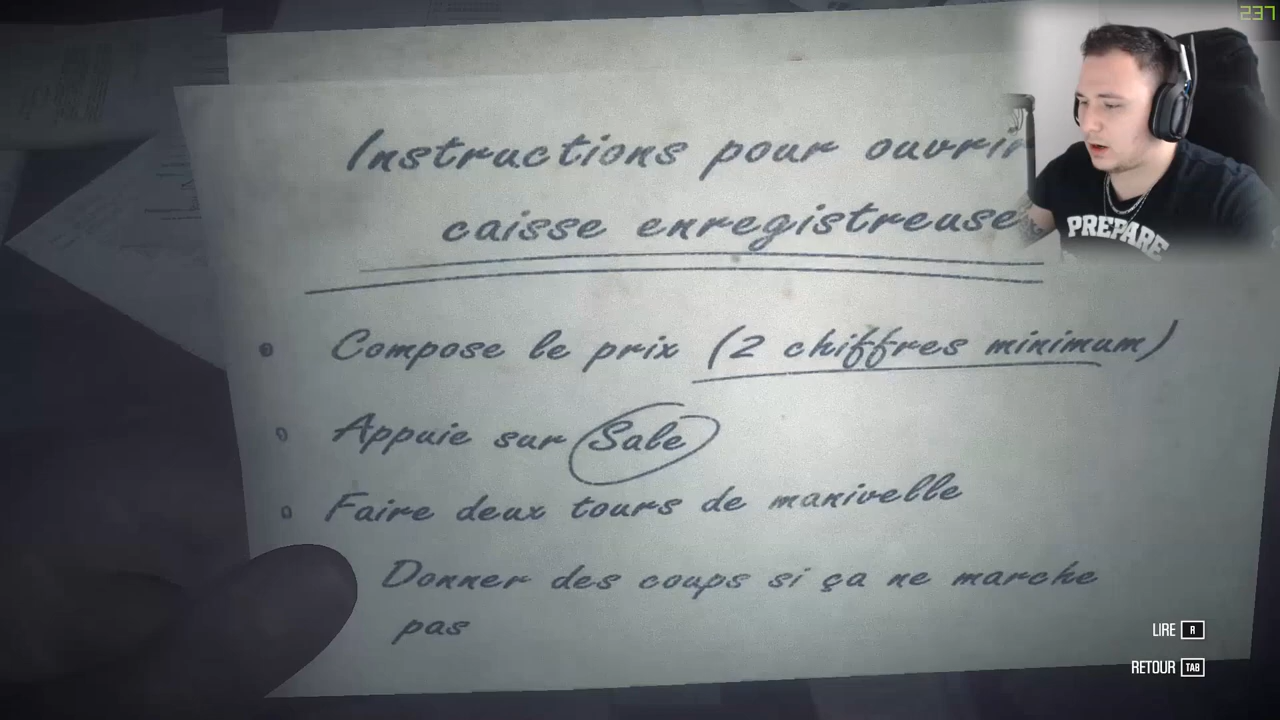 237
Instructions pour ouvrir
caisse enregistreuse
PREPARE
Compose le prix (2 chiffres minimum)
Appuie sur Sale
Faire deux tours de manivelle
Donner des coups si ça ne marche
pas
LIRE R
RETOUR TAB